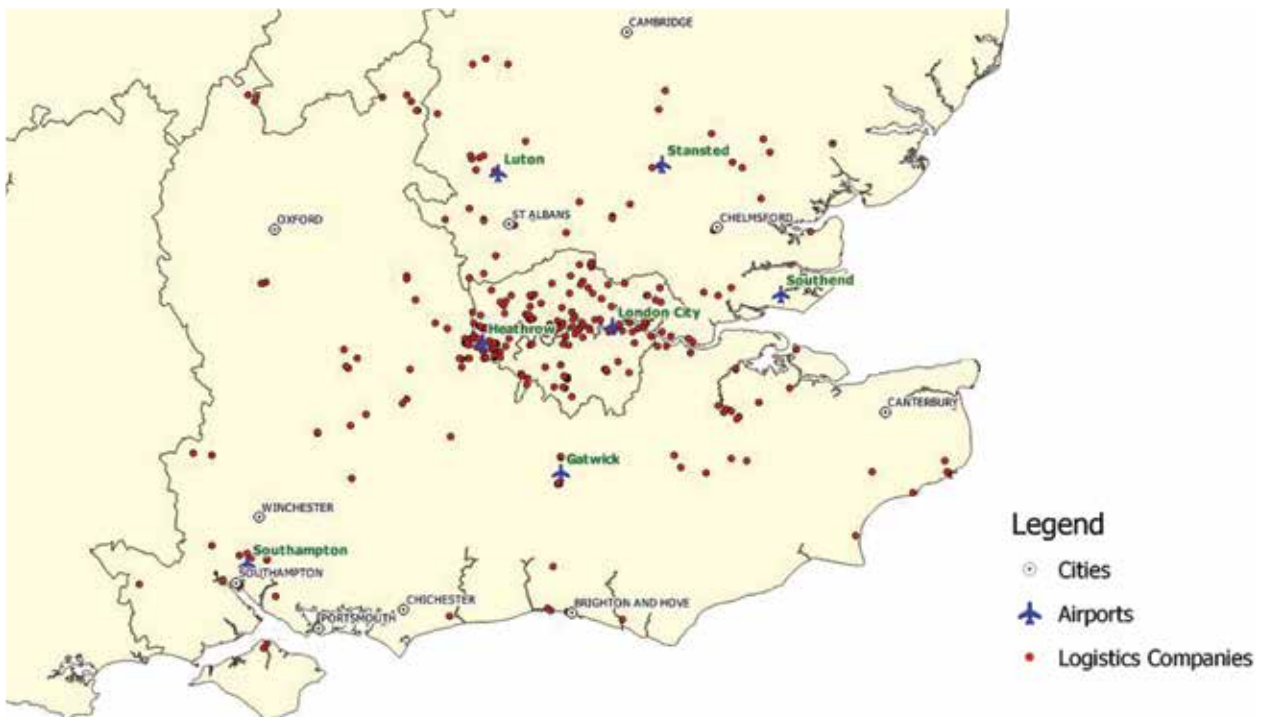 CAMBRIDGE
Luton
Stansted
OXFORD
ST ALBANS
CHELMSFORD
Southend
London City
Heathrow
CANTERBURY
Gatwick
WINCHESTER
Southampton
SOUTHAMPTON
CHICHESTER
PORTSMOUTH
BRIGHTON AND HOVE
Legend
Cities
Airports
Logistics Companies